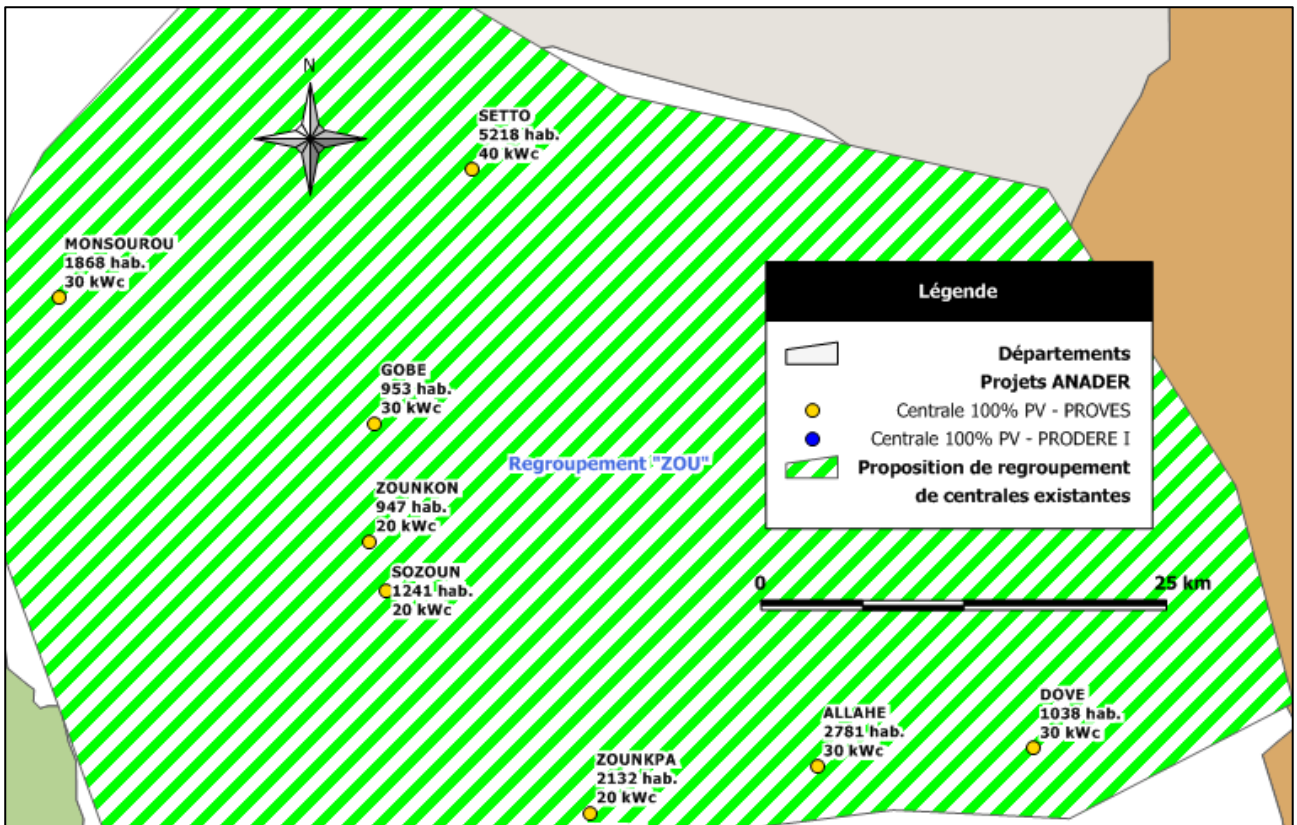 N
SETTO
5218 hab.
40 kWc
MONSOUROU
1868 hab.
30 kWc
Légende
Départements
Projets ANADER
Centrale 100% PV - PROVES
Centrale 100% PV - PRODERE I
Proposition de regroupement
de centrales existantes
GOBE
953 hab.
30 kWc
Regroupement "ZOU"
ZOUNKON
947 hab.
20 kWc
SOZOUN
1241 hab.
20 kWc
0
25 km
DOVE
1038 hab.
30 kWc
ALLAHE
2781 hab.
30 kWc
ZOUNKPA
2132 hab.
20 kWc